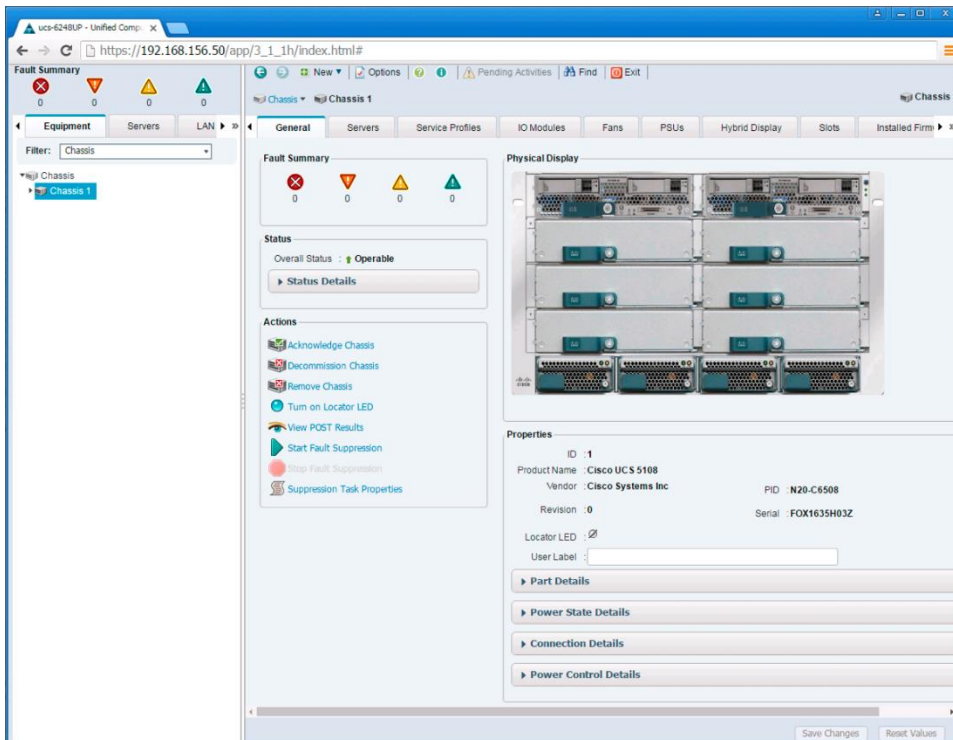 ucs-6248UP - Unified Comp
https://192.168.156.50/app/3_1_1h/index.html#
Fault Summary
0 0 0 0
New Options Pending Activities Find Exit
Chassis Chassis 1 Chassis
Equipment Servers LAN
General Servers Service Profiles IO Modules Fans PSUs Hybrid Display Slots Installed Firm
Filter: Chassis
Chassis
Chassis 1
Fault Summary
0 0 0 0
Status
Overall Status : Operable
Status Details
Actions
Acknowledge Chassis
Decommission Chassis
Remove Chassis
Turn on Locator LED
View POST Results
Start Fault Suppression
Stop Fault Suppression
Suppression Task Properties
Physical Display
Properties
ID : 1
Product Name : Cisco UCS 5108
Vendor : Cisco Systems Inc PID : N20-C6508
Revision : 0 Serial : FOX1635H03Z
Locator LED :
User Label :
Part Details
Power State Details
Connection Details
Power Control Details
Save Changes Reset Values